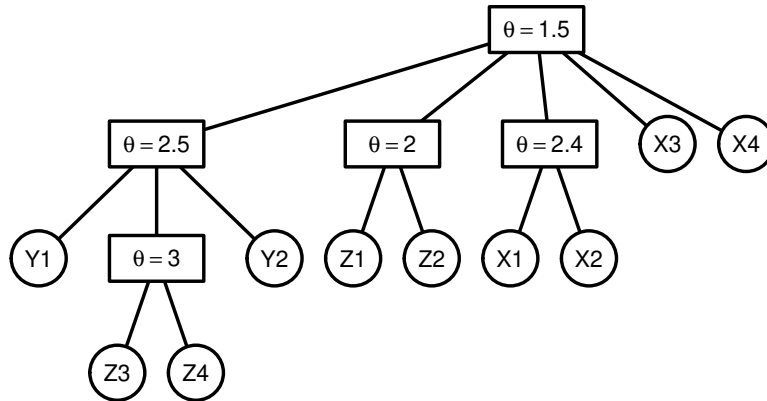 θ = 1.5
θ = 2.5
θ = 2
θ = 2.4
X3
X4
Y1
θ = 3
Y2
Z1
Z2
X1
X2
Z3
Z4